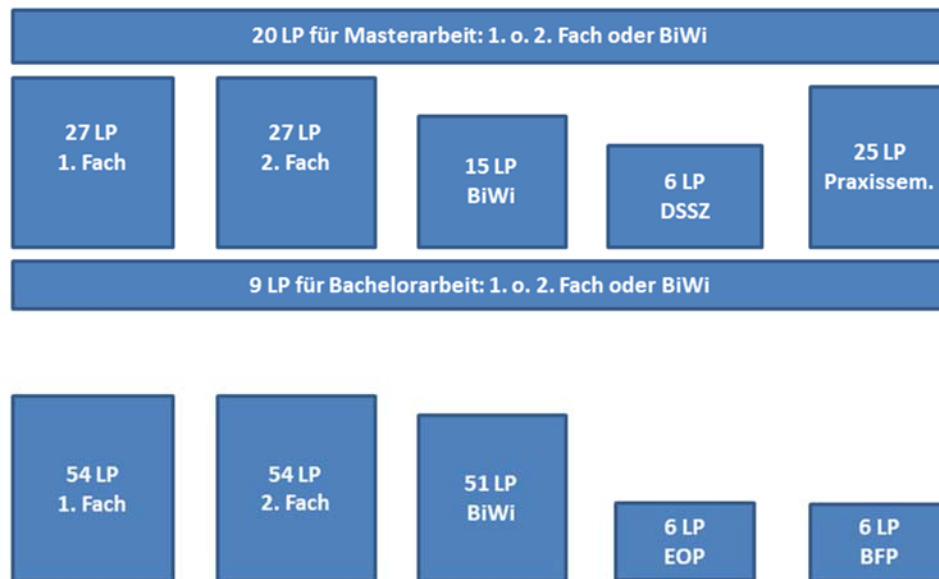 20 LP für Masterarbeit: 1. o. 2. Fach oder BiWi
27 LP
1. Fach
27 LP
2. Fach
15 LP
BiWi
6 LP
DSSZ
25 LP
Praxissem.
9 LP für Bachelorarbeit: 1. o. 2. Fach oder BiWi
54 LP
1. Fach
54 LP
2. Fach
51 LP
BiWi
6 LP
EOP
6 LP
BFP